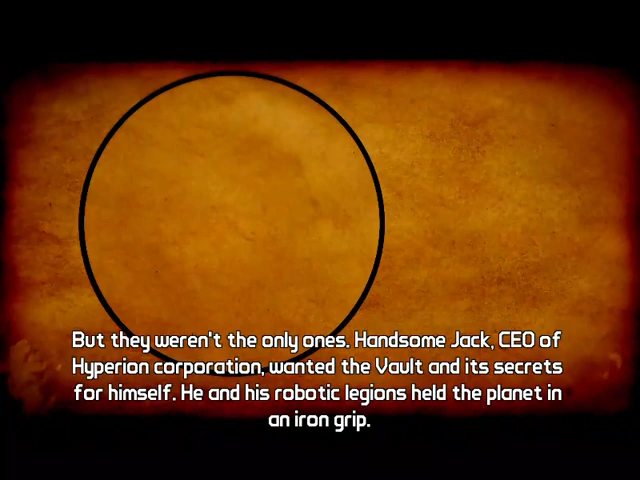 But they weren't the only ones. Handsome Jack, CEO of
Hyperion corporation, wanted the Vault and its secrets
for himself. He and his robotic legions held the planet in
an iron grip.